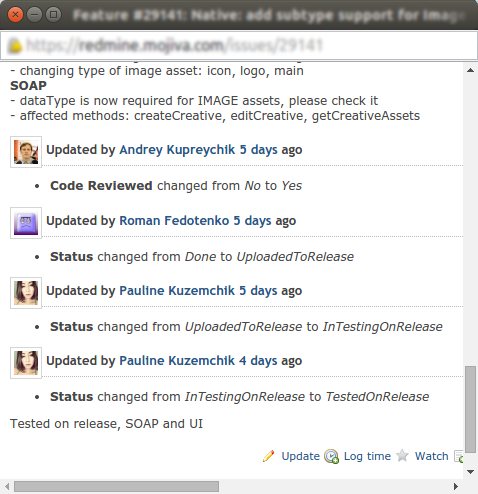 Feature #29141: Native: add subtype support for Imag
https://redmine.mojiva.com/issues/29141
- changing type of image asset: icon, logo, main
SOAP
- dataType is now required for IMAGE assets, please check it
- affected methods: createCreative, editCreative, getCreativeAssets
Updated by Andrey Kupreychik 5 days ago
• Code Reviewed changed from No to Yes
Updated by Roman Fedotenko 5 days ago
• Status changed from Done to UploadedToRelease
Updated by Pauline Kuzemchik 5 days ago
• Status changed from UploadedToRelease to InTestingOnRelease
Updated by Pauline Kuzemchik 4 days ago
• Status changed from InTestingOnRelease to TestedOnRelease
Tested on release, SOAP and UI
Update Log time Watch